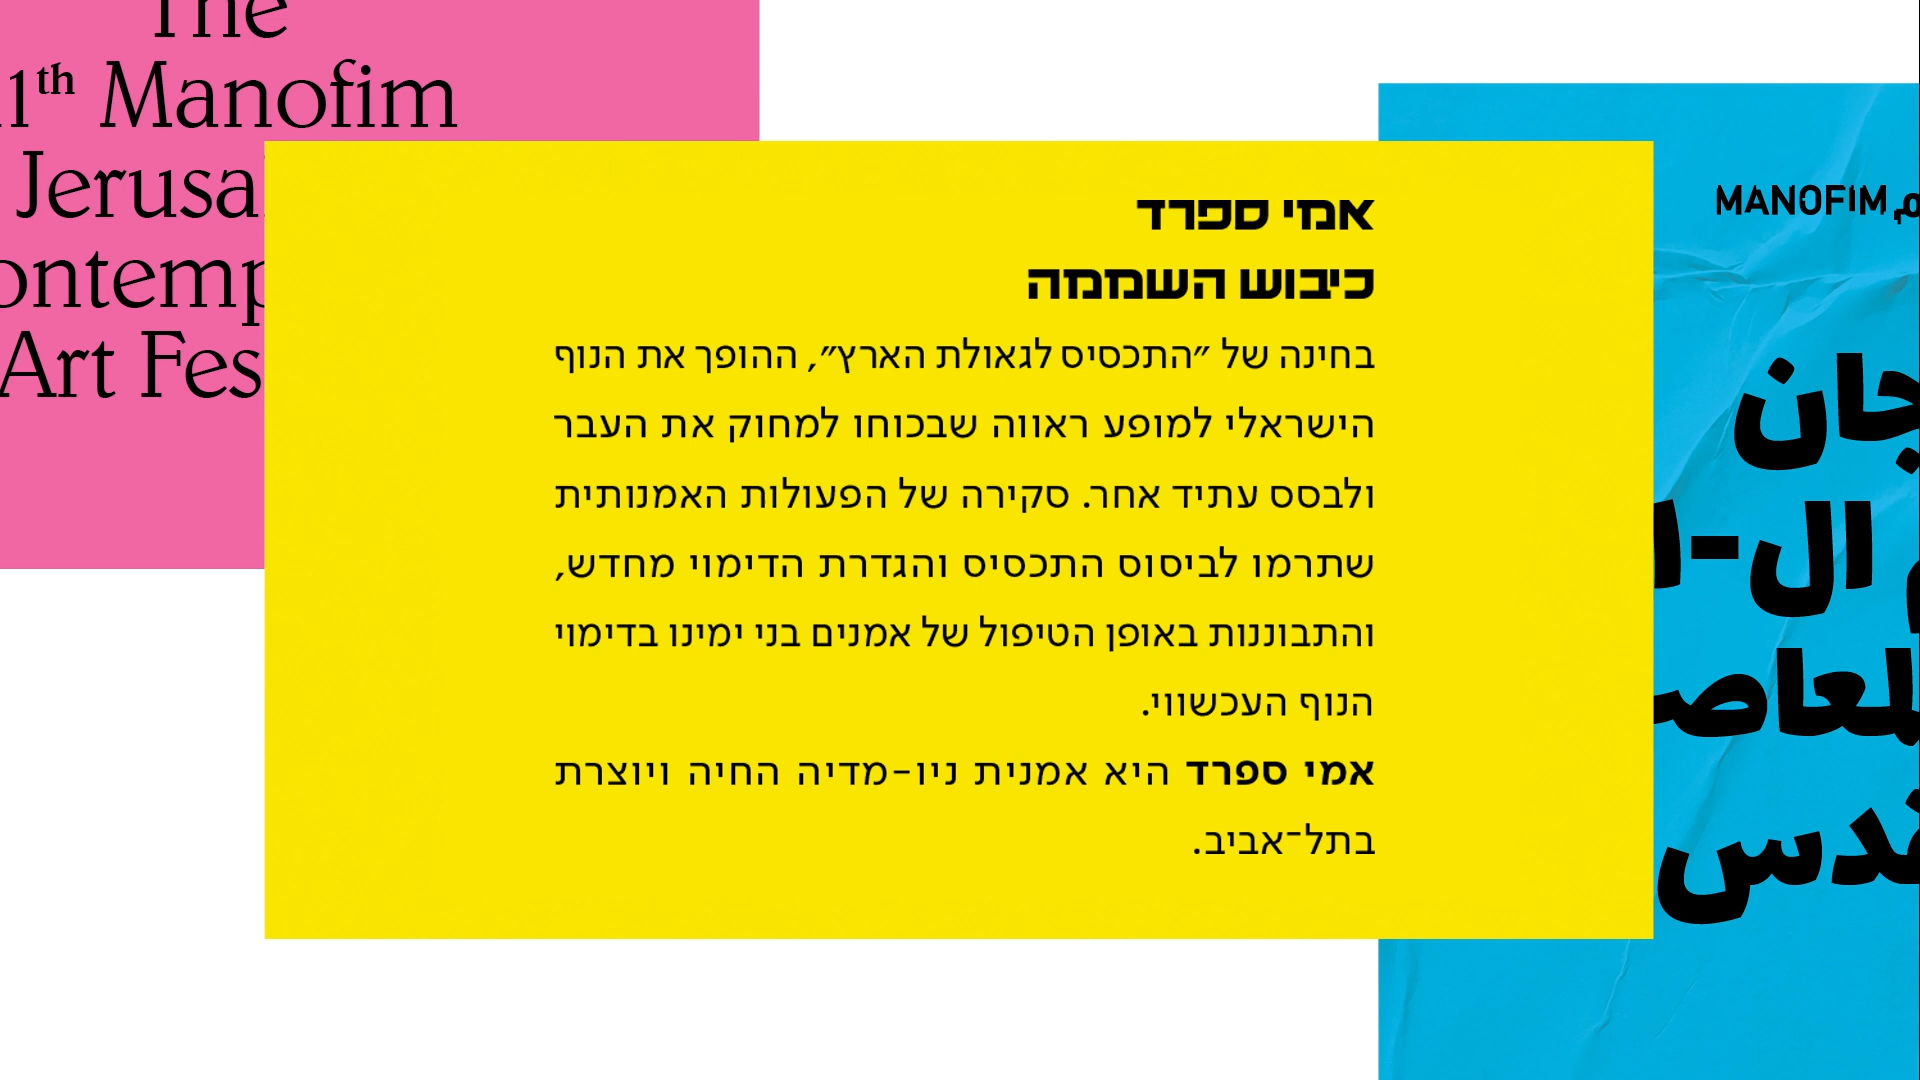 The
1th Manofim
Jerusa
ontemp
Art Fes
אמי ספרד
כיבוש השממה
בחינה של ״התכסיס לגאולת הארץ״, ההופך את הנוף
הישראלי למופע ראווה שבכוחו למחוק את העבר
ולבסס עתיד אחר. סקירה של הפעולות האמנותית
שתרמו לביסוס התכסיס והגדרת הדימוי מחדש,
והתבוננות באופן הטיפול של אמנים בני ימינו בדימוי
הנוף העכשווי.
אמי ספרד היא אמנית ניו-מדיה החיה ויוצרת
בתל־אביב.
MANOFIM
جان
ال-١
لمعاصـ
قدس